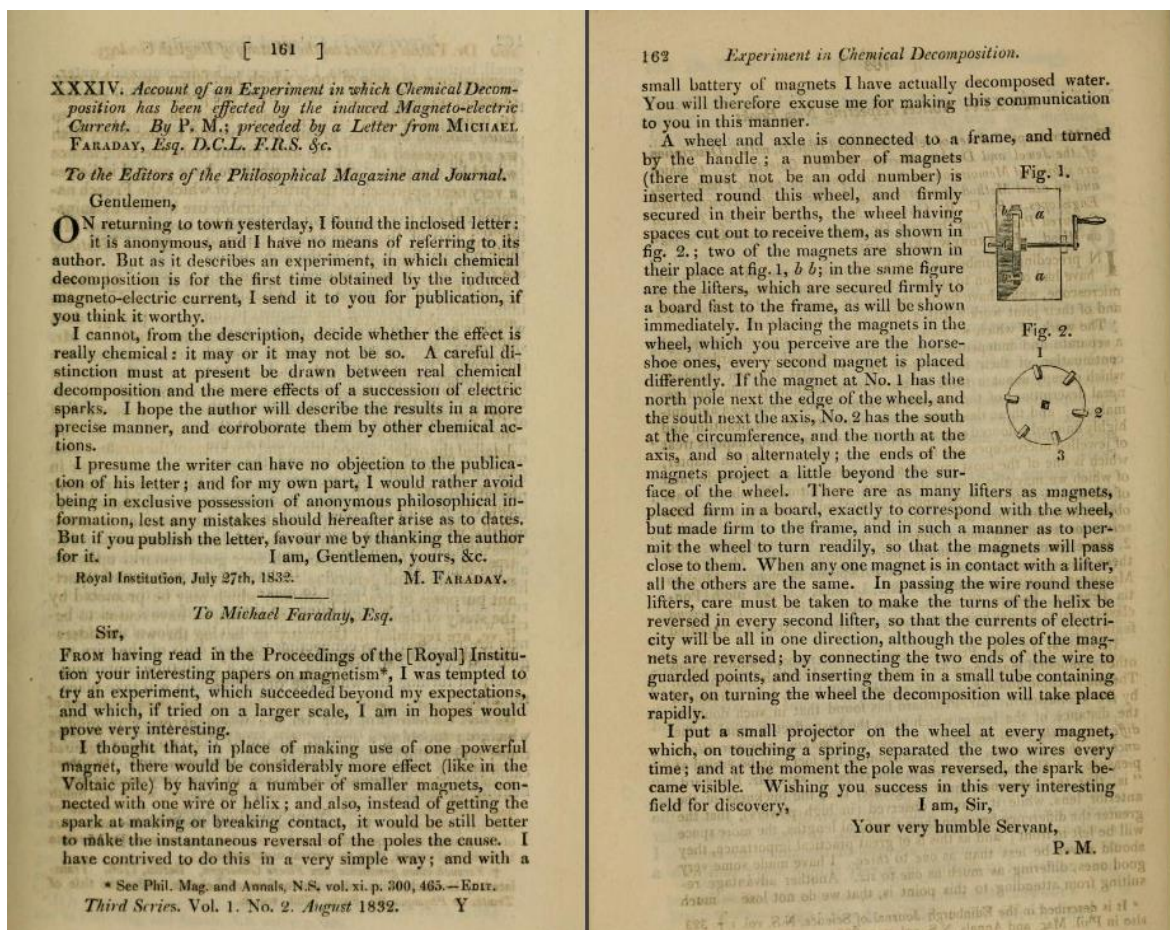 [ 161 ]
XXXIV. Account of an Experiment in which Chemical Decom-
position has been effected by the induced Magneto-electric
Current. By P. M.; preceded by a Letter from MICHAEL
FARADAY, Esq. D.C.L. F.R.S. &c.
To the Editors of the Philosophical Magazine and Journal.
Gentlemen,
ON returning to town yesterday, I found the inclosed letter:
it is anonymous, and I have no means of referring to its
author. But as it describes an experiment, in which chemical
decomposition is for the first time obtained by the induced
magneto-electric current, I send it to you for publication, if
you think it worthy.
I cannot, from the description, decide whether the effect is
really chemical: it may or it may not be so. A careful di-
stinction must at present be drawn between real chemical
decomposition and the mere effects of a succession of electric
sparks. I hope the author will describe the results in a more
precise manner, and corroborate them by other chemical ac-
tions.
I presume the writer can have no objection to the publica-
tion of his letter; and for my own part, I would rather avoid
being in exclusive possession of anonymous philosophical in-
formation, lest any mistakes should hereafter arise as to dates.
But if you publish the letter, favour me by thanking the author
for it. I am, Gentlemen, yours, &c.
Royal Institution, July 27th, 1832. M. FARADAY.
To Michael Faraday, Esq.
Sir,
FROM having read in the Proceedings of the [Royal] Institu-
tion your interesting papers on magnetism*, I was tempted to
try an experiment, which succeeded beyond my expectations,
and which, if tried on a larger scale, I am in hopes would
prove very interesting.
I thought that, in place of making use of one powerful
magnet, there would be considerably more effect (like in the
Voltaic pile) by having a number of smaller magnets, con-
nected with one wire or helix; and also, instead of getting the
spark at making or breaking contact, it would be still better
to make the instantaneous reversal of the poles the cause. I
have contrived to do this in a very simple way; and with a
* See Phil. Mag. and Annals, N.S. vol. xi. p. 300, 465.—EDIT.
Third Series. Vol. 1. No. 2. August 1832. Y
162 Experiment in Chemical Decomposition.
small battery of magnets I have actually decomposed water.
You will therefore excuse me for making this communication
to you in this manner.
A wheel and axle is connected to a frame, and turned
by the handle; a number of magnets
(there must not be an odd number) is
inserted round this wheel, and firmly
secured in their berths, the wheel having
spaces cut out to receive them, as shown in
fig. 2.; two of the magnets are shown in
their place at fig. 1, b b; in the same figure
are the lifters, which are secured firmly to
a board fast to the frame, as will be shown
immediately. In placing the magnets in the
wheel, which you perceive are the horse-
shoe ones, every second magnet is placed
differently. If the magnet at No. 1 has the
north pole next the edge of the wheel, and
the south next the axis, No. 2 has the south
at the circumference, and the north at the
axis, and so alternately; the ends of the
magnets project a little beyond the sur-
face of the wheel. There are as many lifters as magnets,
placed firm in a board, exactly to correspond with the wheel,
but made firm to the frame, and in such a manner as to per-
mit the wheel to turn readily, so that the magnets will pass
close to them. When any one magnet is in contact with a lifter,
all the others are the same. In passing the wire round these
lifters, care must be taken to make the turns of the helix be
reversed in every second lifter, so that the currents of electri-
city will be all in one direction, although the poles of the mag-
nets are reversed; by connecting the two ends of the wire to
guarded points, and inserting them in a small tube containing
water, on turning the wheel the decomposition will take place
rapidly.
I put a small projector on the wheel at every magnet,
which, on touching a spring, separated the two wires every
time; and at the moment the pole was reversed, the spark be-
came visible. Wishing you success in this very interesting
field for discovery, I am, Sir,
Your very humble Servant,
P. M.
Fig. 1.
b a
a
Fig. 2.
1
2
3